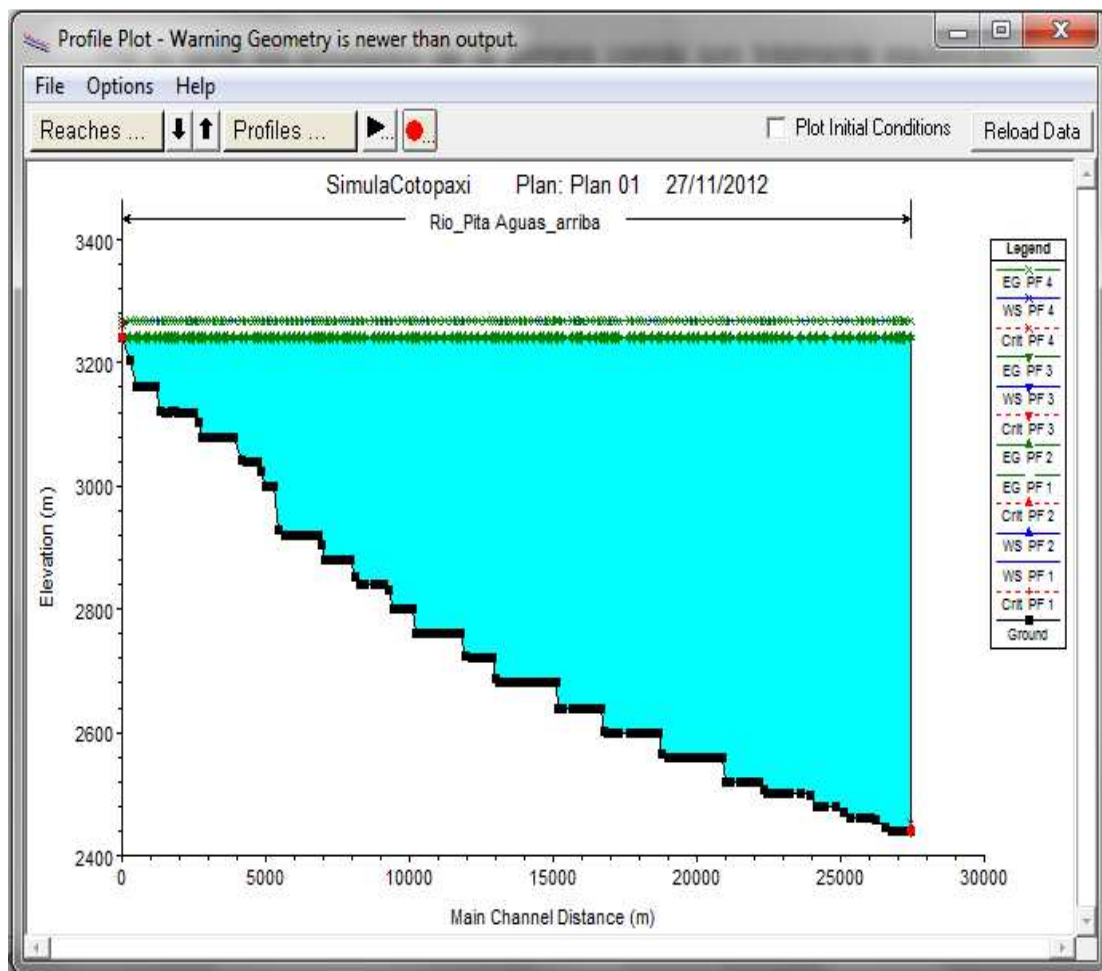 Profile Plot - Warning Geometry is newer than output.
File Options Help
Reaches ... Profiles ... ... ... Plot Initial Conditions Reload Data
SimulaCotopaxi Plan: Plan 01 27/11/2012
Rio_Pita Aguas_arriba
3400
3200
3000
2800
2600
2400
Elevation (m)
0 5000 10000 15000 20000 25000 30000
Main Channel Distance (m)
Legend
EG PF 4
WS PF 4
Crit PF 4
EG PF 3
WS PF 3
Crit PF 3
EG PF 2
EG PF 1
Crit PF 2
WS PF 2
WS PF 1
Crit PF 1
Ground